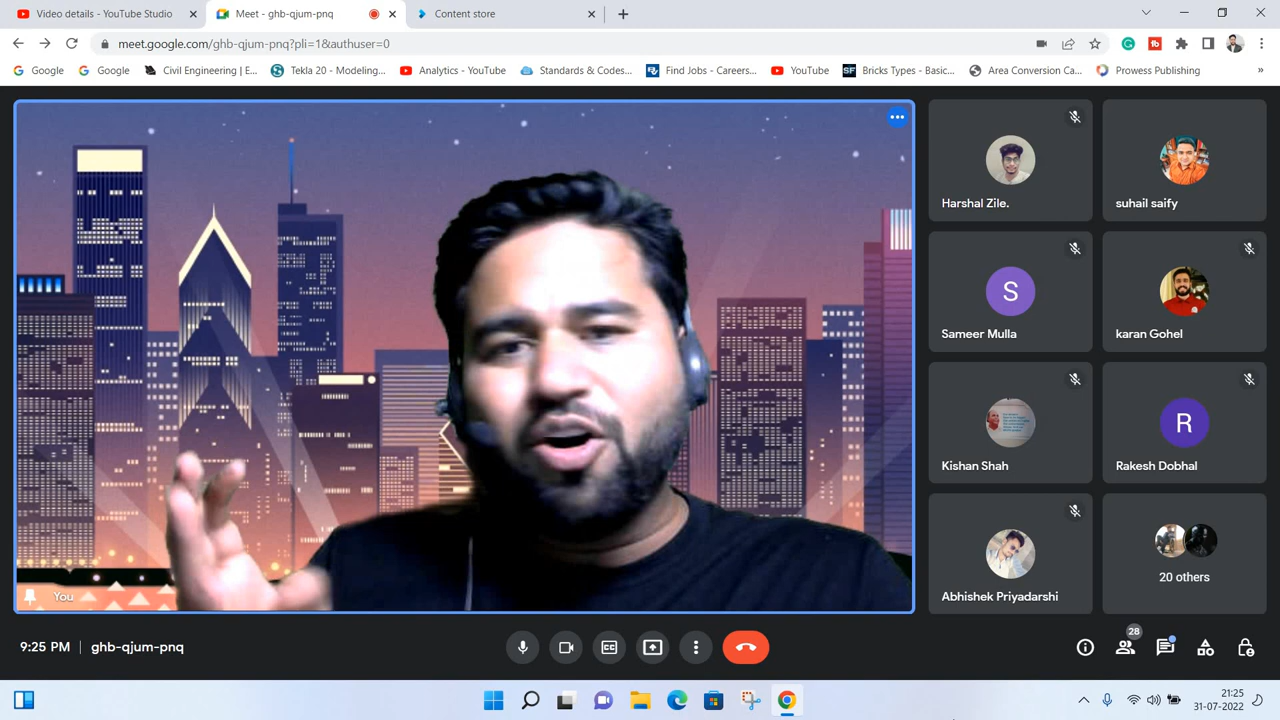 Video details - YouTube Studio
Meet - ghb-qjum-pnq
Content store
meet.google.com/ghb-qjum-pnq?pli=1&authuser=0
Google
Google
Civil Engineering | E...
Tekla 20 - Modeling...
Analytics - YouTube
Standards & Codes...
Find Jobs - Careers...
YouTube
SF
Bricks Types - Basic...
Area Conversion Ca...
Prowess Publishing
»
Harshal Zile.
suhail saify
S
Sameer Mulla
karan Gohel
Kishan Shah
R
Rakesh Dobhal
Abhishek Priyadarshi
20 others
You
9:25 PM | ghb-qjum-pnq
CC
28
21:25
31-07-2022